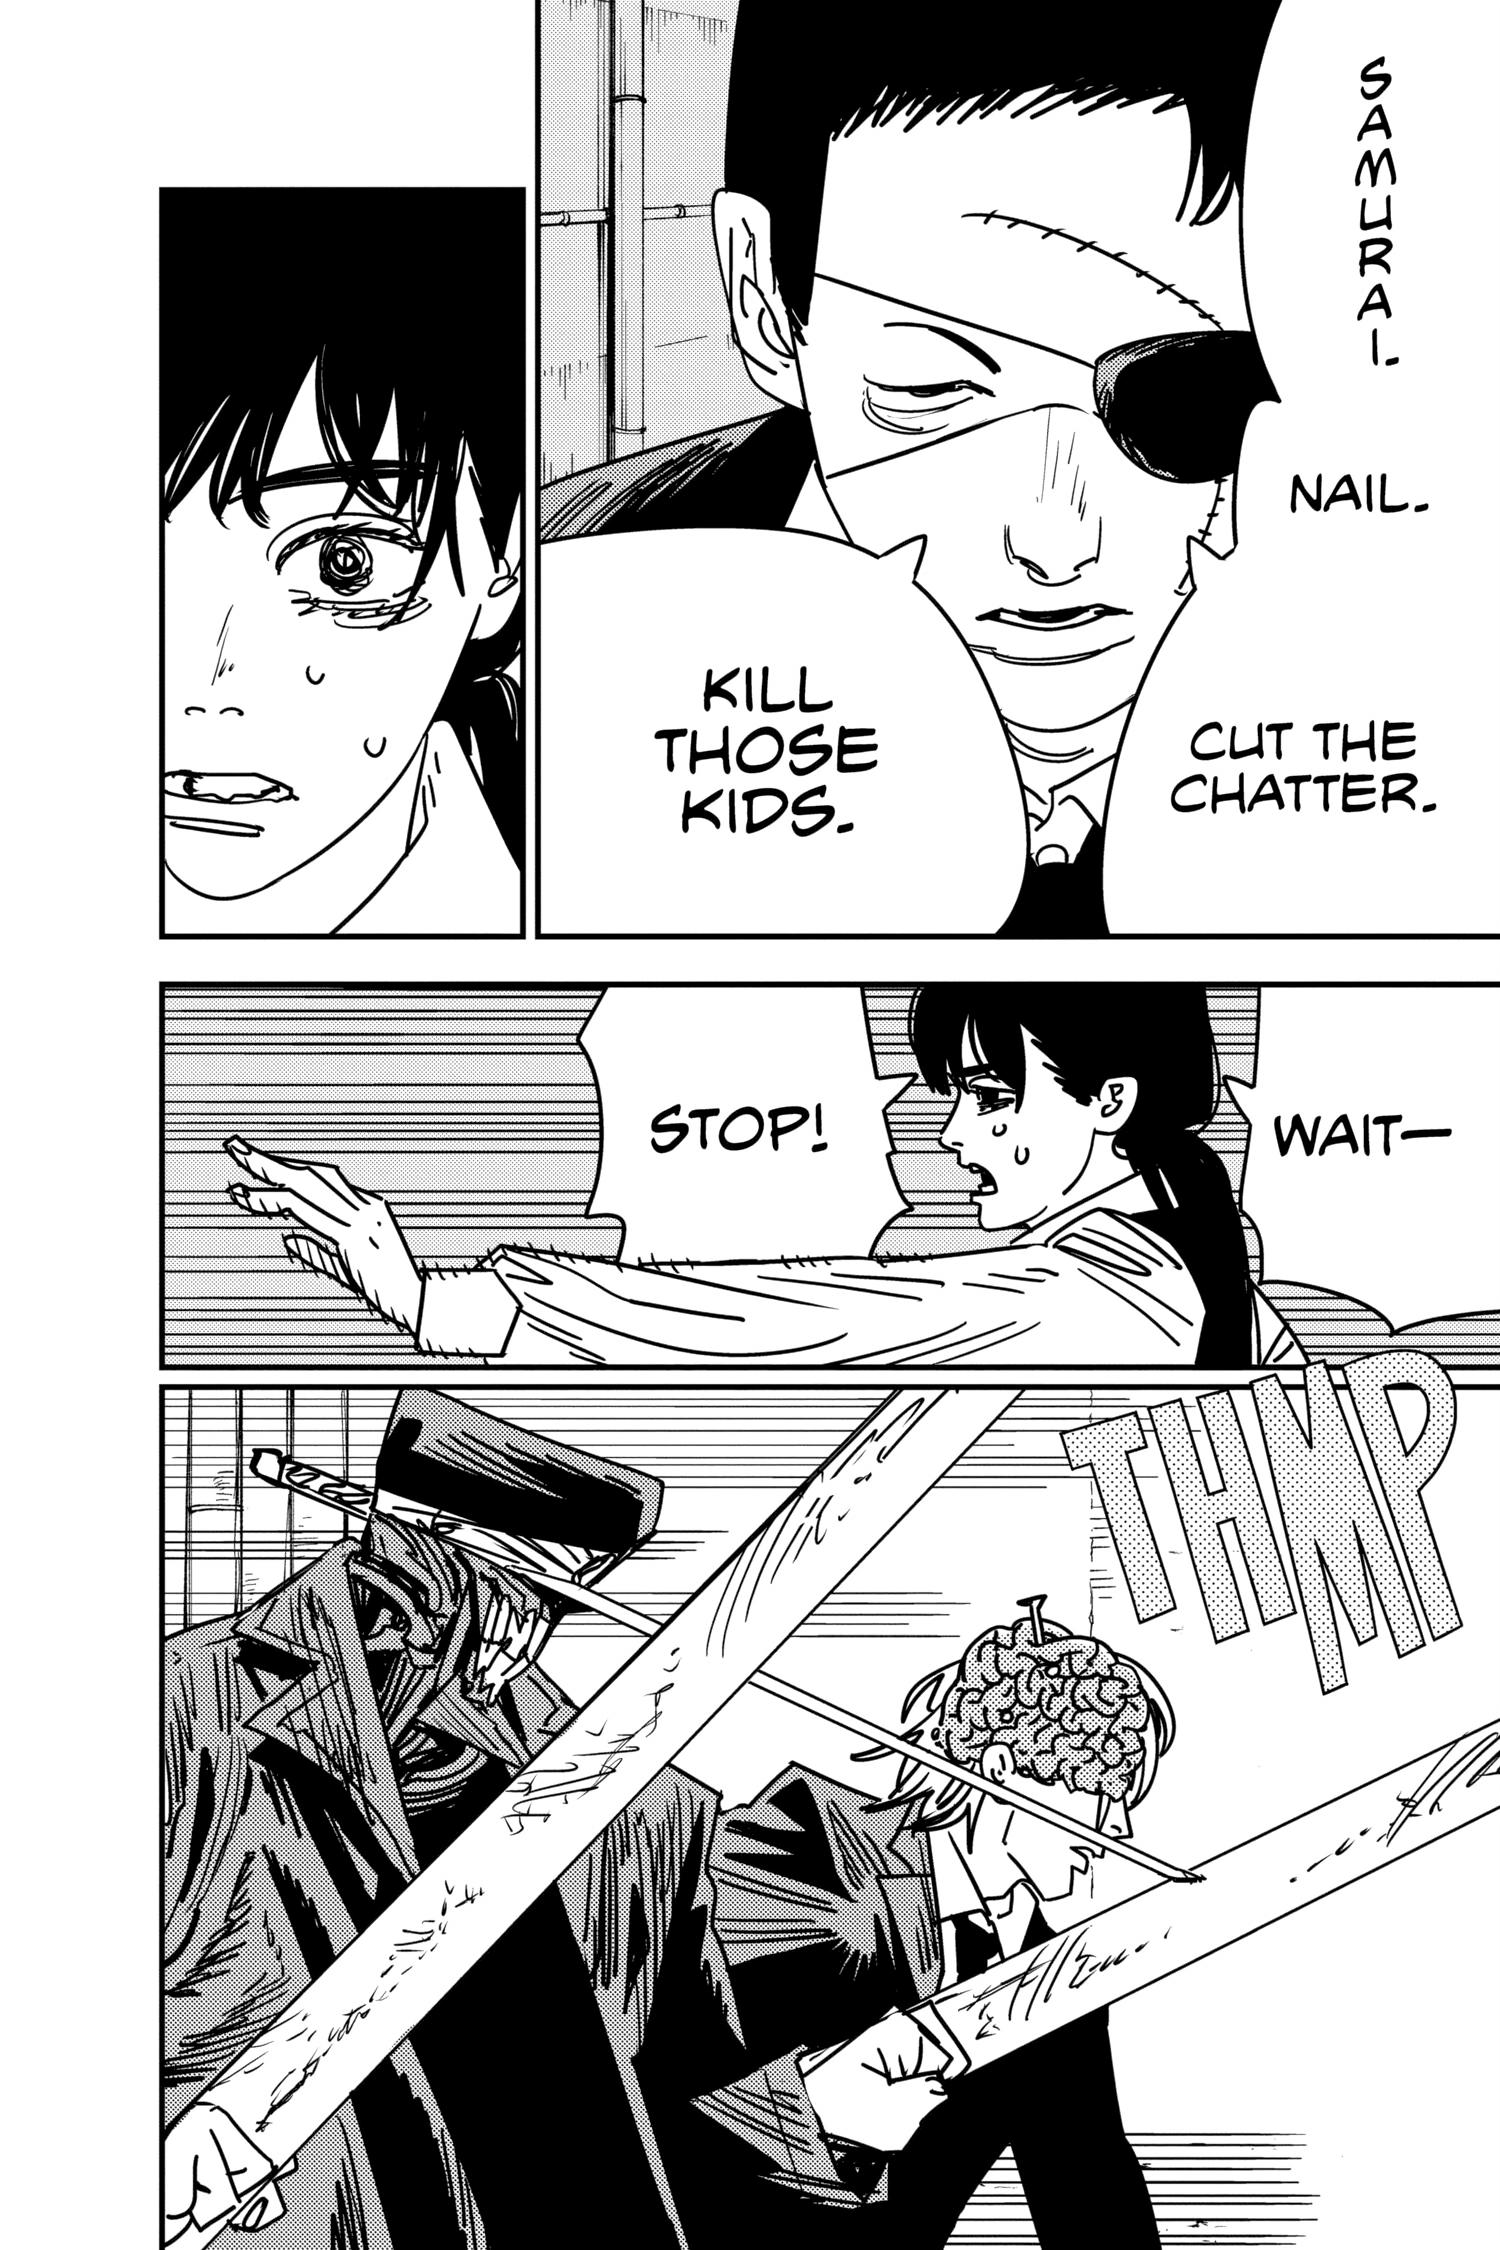 SAMURAI.
NAIL.
CUT THE
CHATTER.
KILL
THOSE
KIDS.
WAIT—
STOP!
THMP